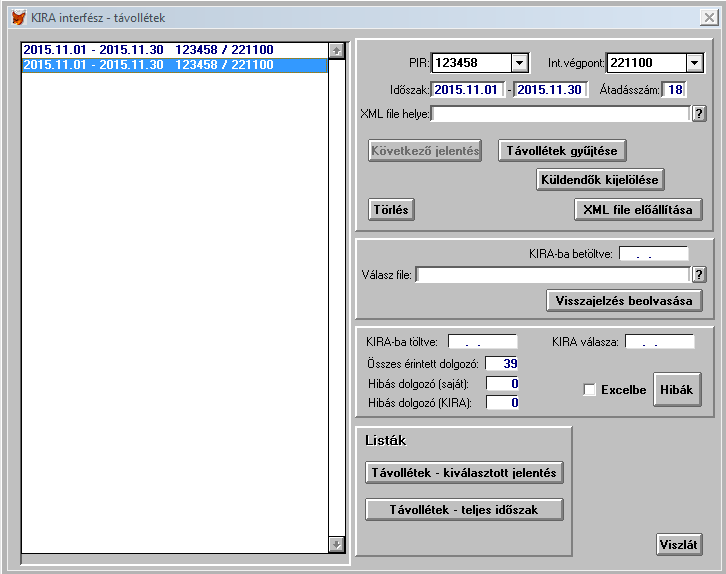 KIRA interfész - távollétek
2015.11.01 - 2015.11.30 123458 / 221100
2015.11.01 - 2015.11.30 123458 / 221100
PIR: 123458 Int.végpont: 221100
Időszak: 2015.11.01 - 2015.11.30 Átadásszám: 18
XML file helye: ?
Következő jelentés Távollétek gyűjtése
Küldendők kijelölése
Törlés XML file előállítása
KIRA-ba betöltve: . .
Válasz file: ?
Visszajelzés beolvasása
KIRA-ba töltve: . . KIRA válasza: . .
Összes érintett dolgozó: 39
Hibás dolgozó (saját): 0
Excelbe Hibák
Hibás dolgozó (KIRA): 0
Listák
Távollétek - kiválasztott jelentés
Távollétek - teljes időszak
Viszlát